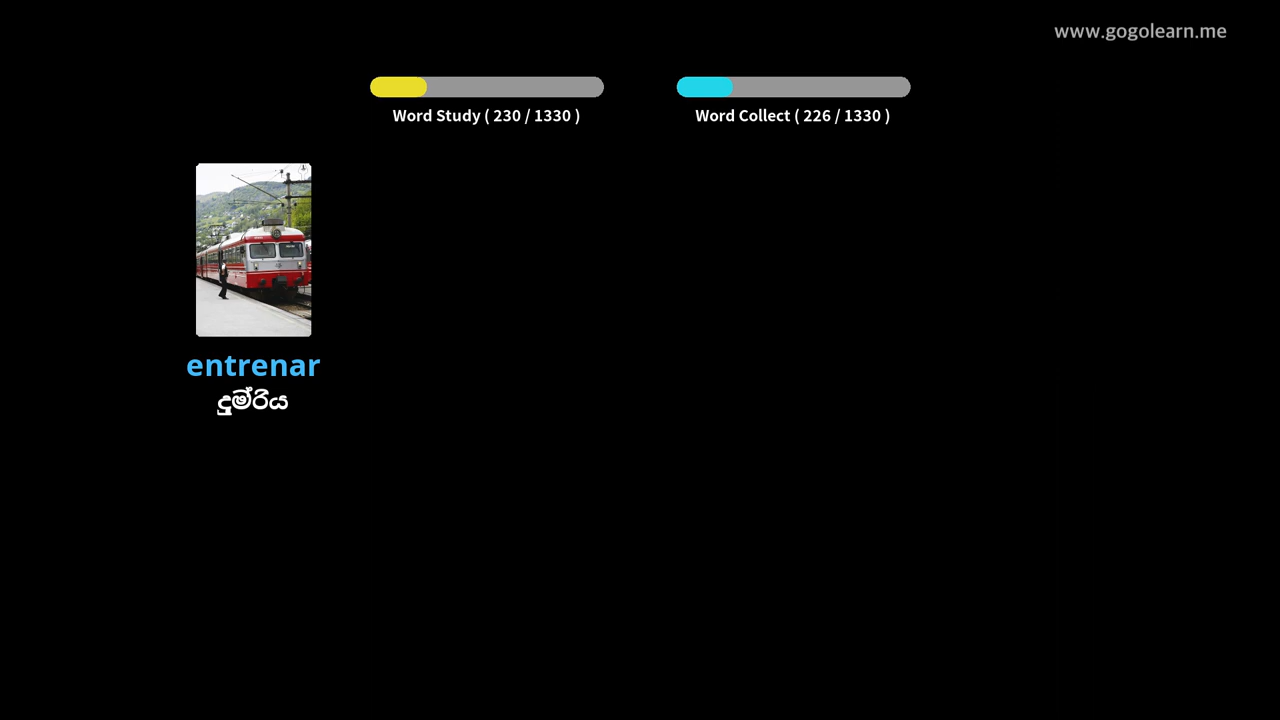 www.gogolearn.me
Word Study ( 230 / 1330 )
Word Collect ( 226 / 1330 )
entrenar
දුම්රිය